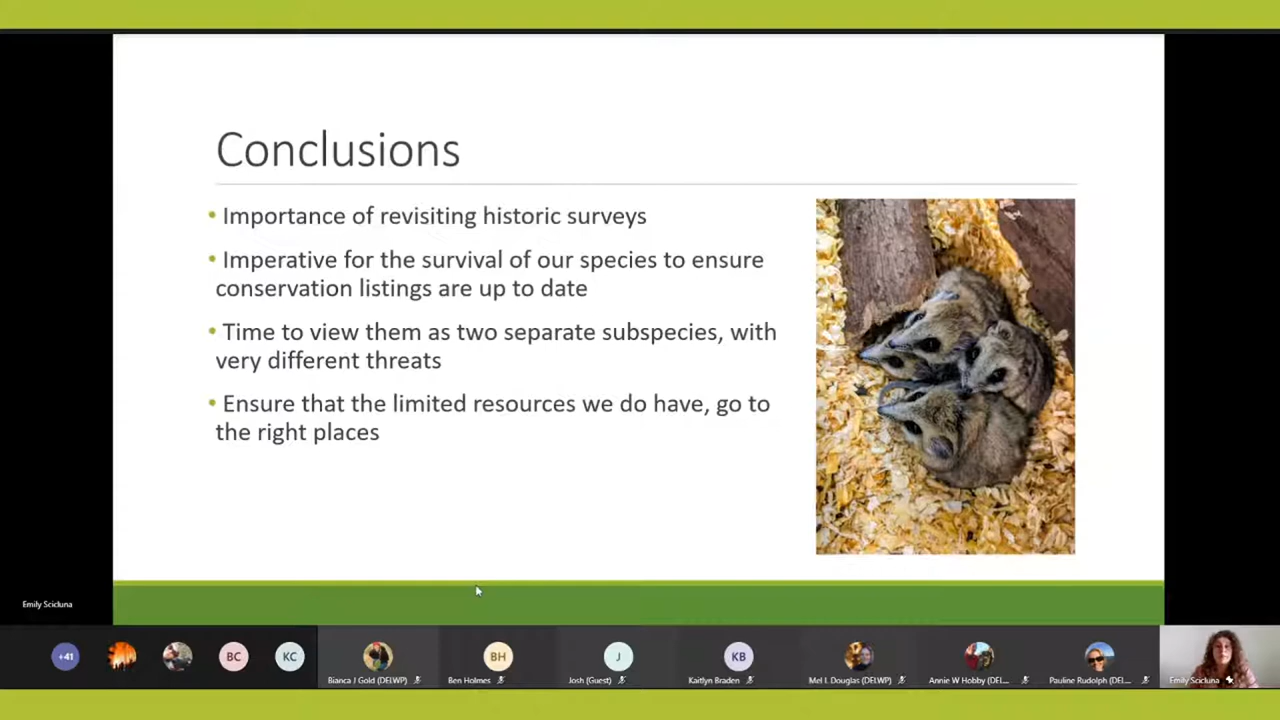 Conclusions
• Importance of revisiting historic surveys
• Imperative for the survival of our species to ensure
conservation listings are up to date
• Time to view them as two separate subspecies, with
very different threats
• Ensure that the limited resources we do have, go to
the right places
Emily Scicluna
+41
BC
KC
BH
J
KB
Bianca J Gold (DELWP)
Ben Holmes
Josh (Guest)
Kaitlyn Braden
Mel I. Douglas (DELWP)
Annie W Hobby (DEL...
Pauline Rudolph (DEL...
Emily Scicluna